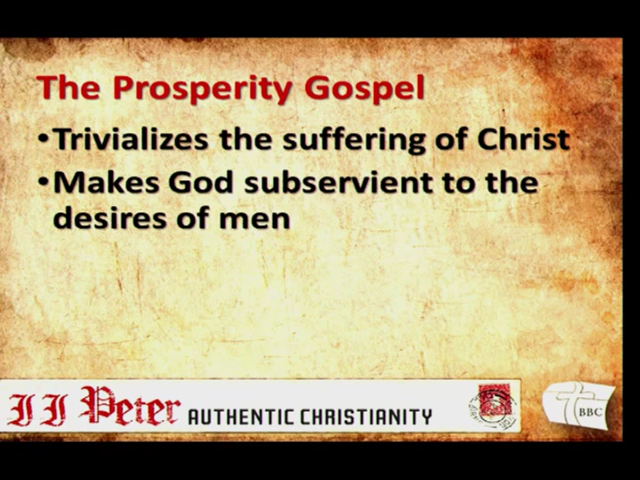 The Prosperity Gospel
•Trivializes the suffering of Christ
•Makes God subservient to the
desires of men
II Peter AUTHENTIC CHRISTIANITY
BBC